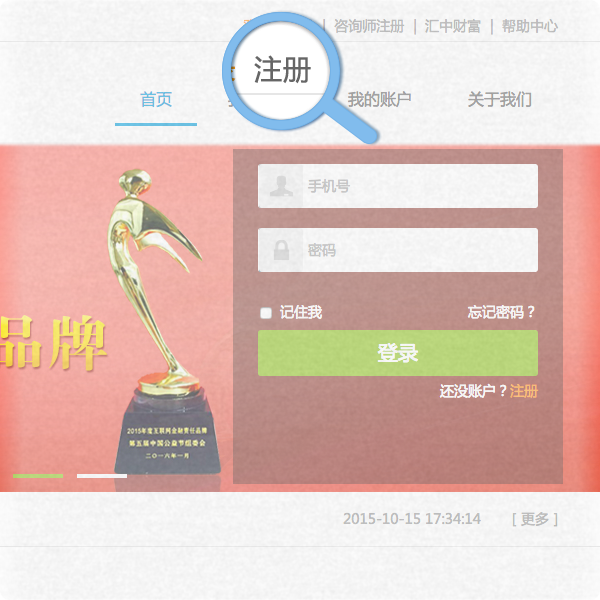 咨询师注册 | 汇中财富 | 帮助中心
注册
首页
我的账户
关于我们
手机号
密码
记住我
忘记密码？
登录
还没账户？注册
品牌
2015年度互联网金融责任品牌
第五届中国公益节组委会
二〇一六年一月
2015-10-15 17:34:14
[ 更多 ]